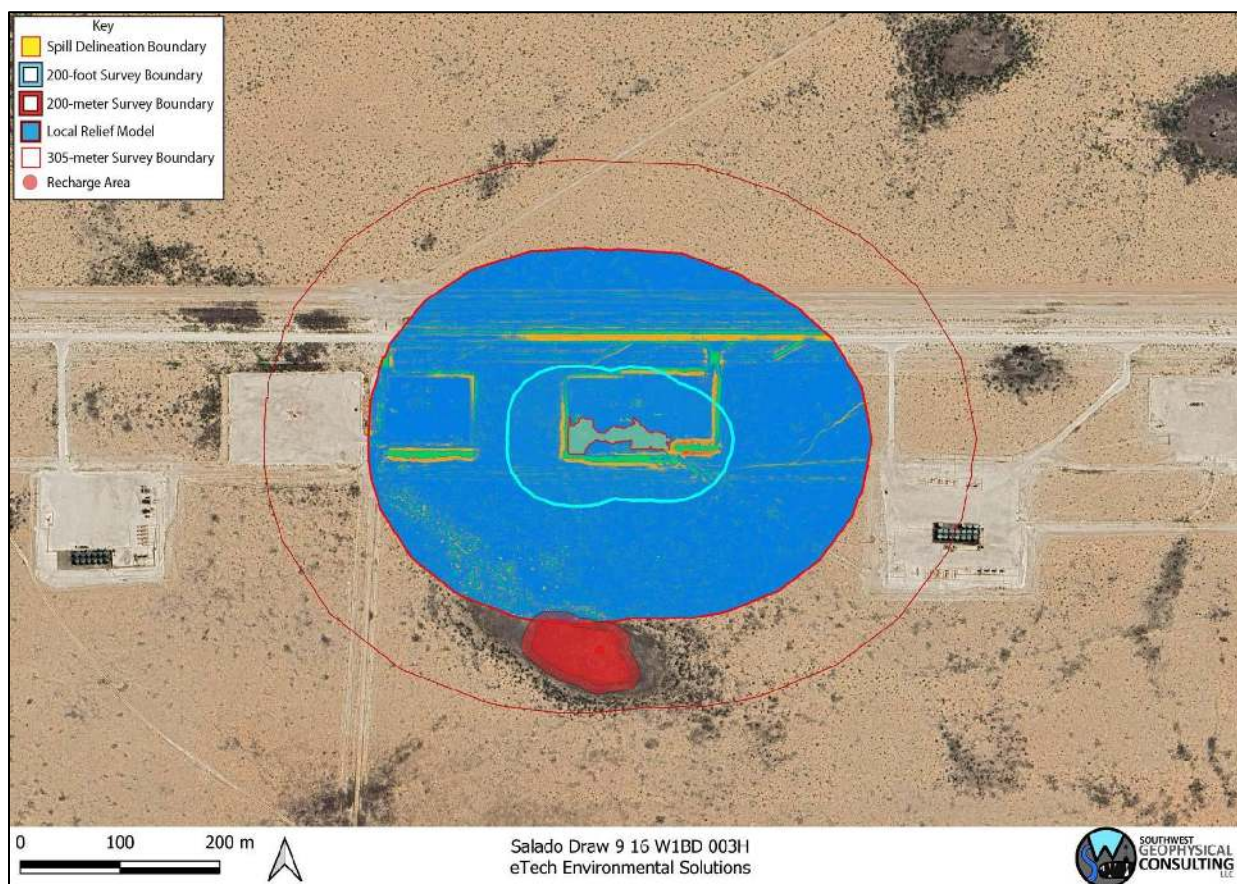 Key
Spill Delineation Boundary
200-foot Survey Boundary
200-meter Survey Boundary
Local Relief Model
305-meter Survey Boundary
Recharge Area
0 100 200 m
Salado Draw 9 16 W1BD 003H
eTech Environmental Solutions
SOUTHWEST
GEOPHYSICAL
CONSULTING
LLC